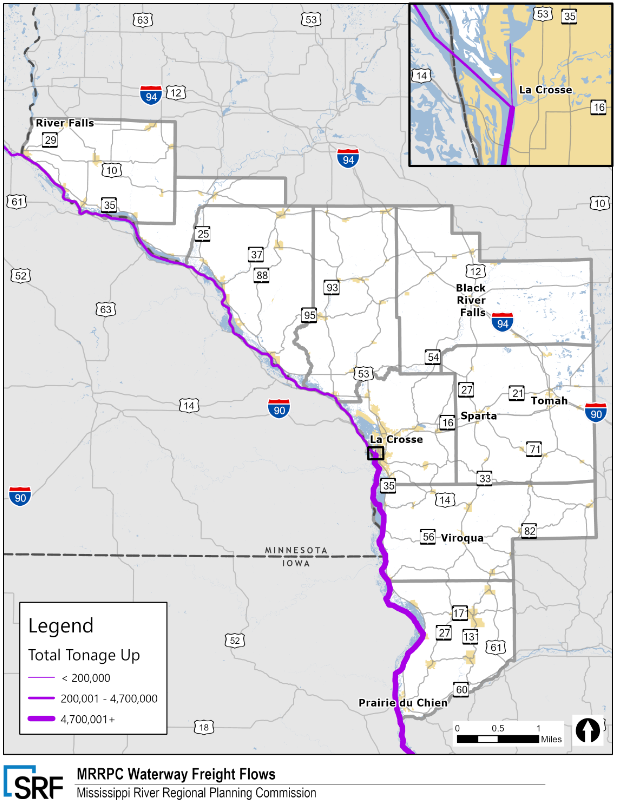 63
53
53
35
14
La Crosse
16
94
12
River Falls
29
94
10
61
35
10
25
52
37
12
88
93
Black
River
Falls
63
95
94
54
53
27
21
Tomah
14
90
90
16
Sparta
La Crosse
71
33
35
90
14
82
56
Viroqua
MINNESOTA
IOWA
17
27
13
52
61
60
Prairie du Chien
18
Legend
Total Tonage Up
< 200,000
200,001 - 4,700,000
4,700,001+
0 0.5 1
Miles
SRF
MRRPC Waterway Freight Flows
Mississippi River Regional Planning Commission